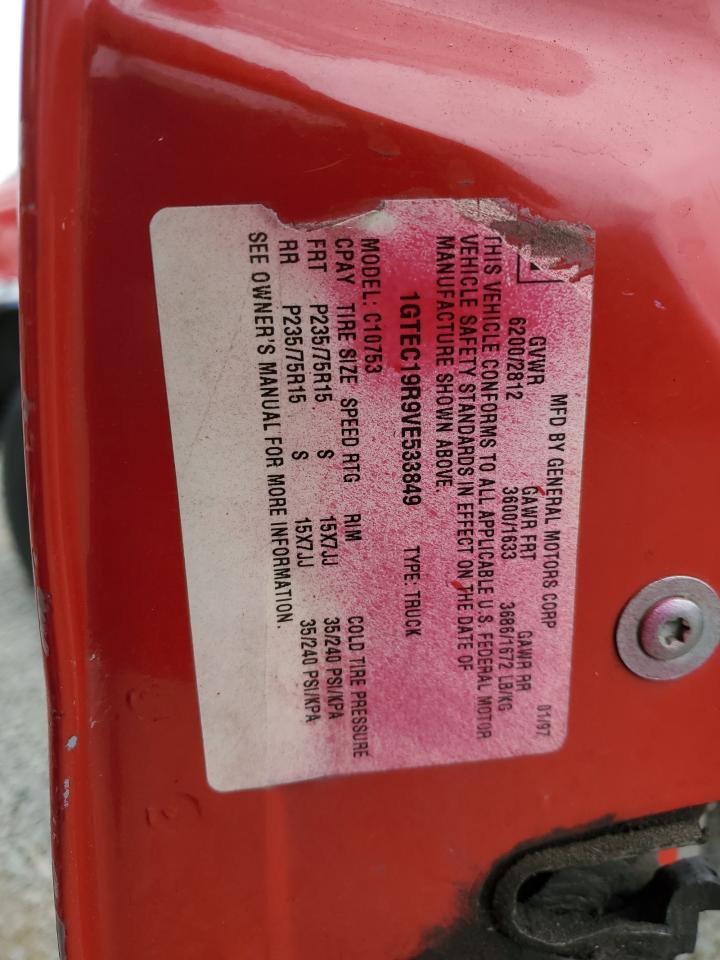 MFD BY GENERAL MOTORS CORP 01/97
GVWR GAWR FRT GAWR RR
6200/2812 3600/1633 3686/1672 LB/KG
THIS VEHICLE CONFORMS TO ALL APPLICABLE U.S. FEDERAL MOTOR
VEHICLE SAFETY STANDARDS IN EFFECT ON THE DATE OF
MANUFACTURE SHOWN ABOVE.
1GTEC19R9VE533849 TYPE: TRUCK
MODEL: C10753
CPAY TIRE SIZE SPEED RTG RIM COLD TIRE PRESSURE
FRT P235/75R15 S 15X7JJ 35/240 PSI/KPA
RR P235/75R15 S 15X7JJ 35/240 PSI/KPA
SEE OWNER'S MANUAL FOR MORE INFORMATION.